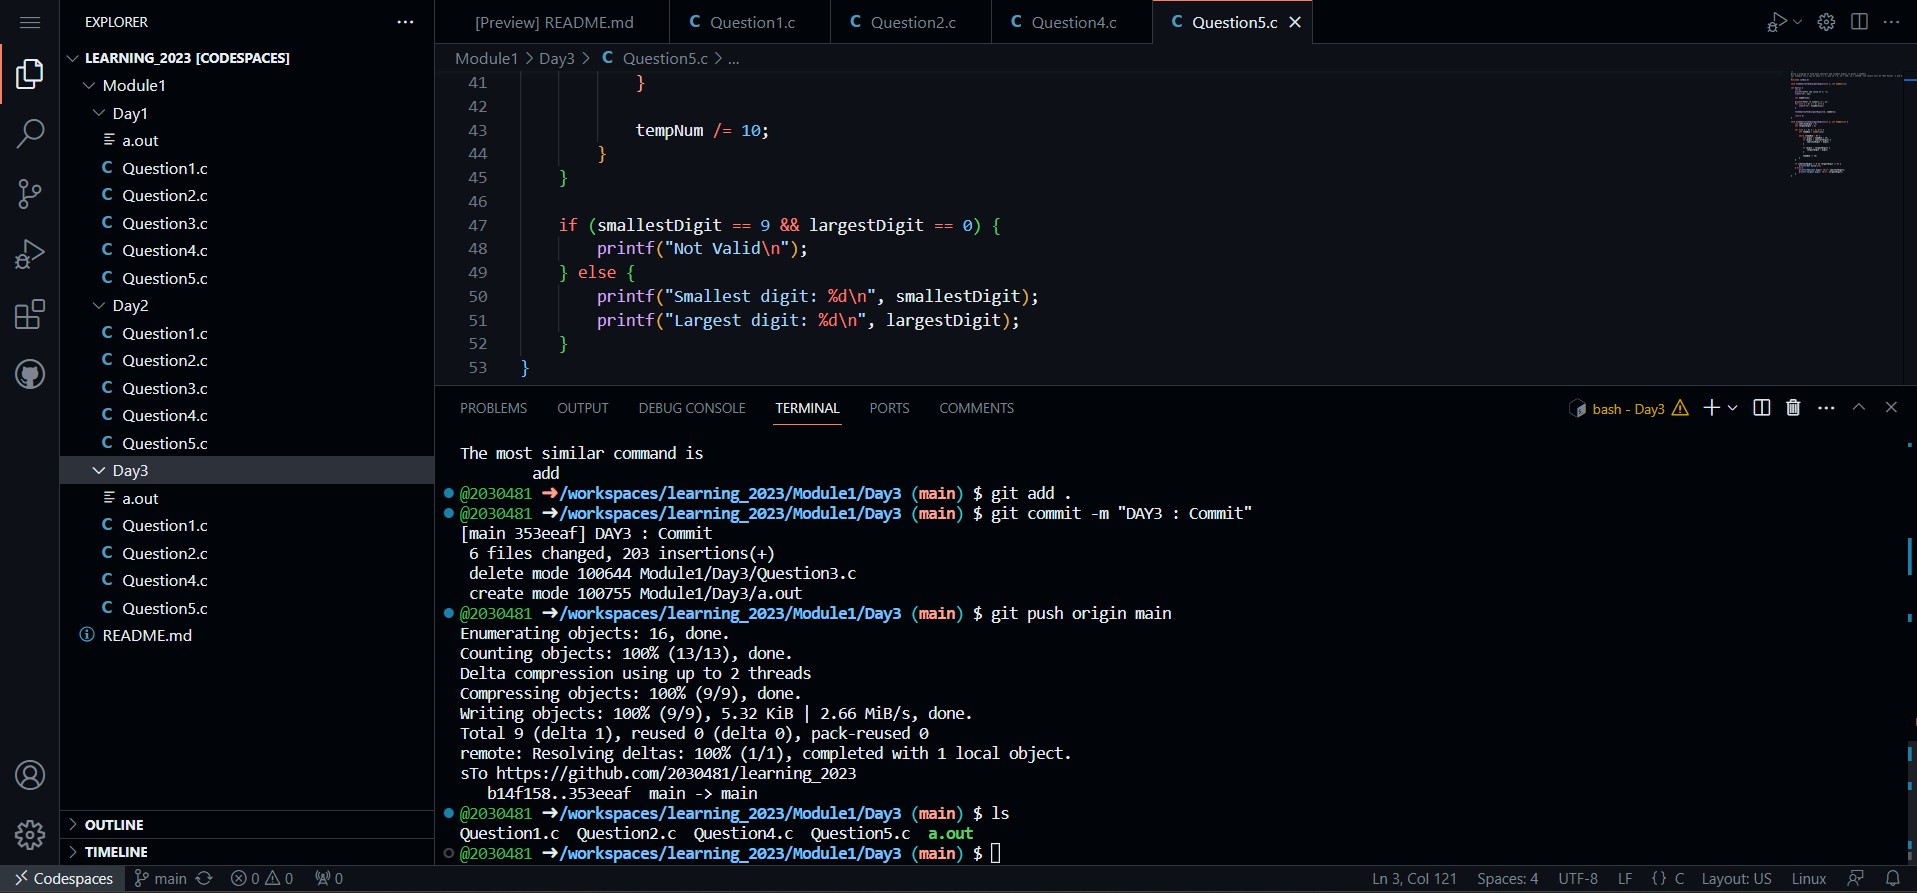 EXPLORER
LEARNING_2023 [CODESPACES]
Module1
Day1
a.out
C Question1.c
C Question2.c
C Question3.c
C Question4.c
C Question5.c
Day2
C Question1.c
C Question2.c
C Question3.c
C Question4.c
C Question5.c
Day3
a.out
C Question1.c
C Question2.c
C Question4.c
C Question5.c
README.md
OUTLINE
TIMELINE
[Preview] README.md C Question1.c C Question2.c C Question4.c C Question5.c
Module1 > Day3 > C Question5.c > ...
41 }
42
43 tempNum /= 10;
44 }
45 }
46
47 if (smallestDigit == 9 && largestDigit == 0) {
48 printf("Not Valid\n");
49 } else {
50 printf("Smallest digit: %d\n", smallestDigit);
51 printf("Largest digit: %d\n", largestDigit);
52 }
53 }
PROBLEMS OUTPUT DEBUG CONSOLE TERMINAL PORTS COMMENTS bash - Day3
The most similar command is
add
@2030481 ➜/workspaces/learning_2023/Module1/Day3 (main) $ git add .
@2030481 ➜/workspaces/learning_2023/Module1/Day3 (main) $ git commit -m "DAY3 : Commit"
[main 353eeaf] DAY3 : Commit
6 files changed, 203 insertions(+)
delete mode 100644 Module1/Day3/Question3.c
create mode 100755 Module1/Day3/a.out
@2030481 ➜/workspaces/learning_2023/Module1/Day3 (main) $ git push origin main
Enumerating objects: 16, done.
Counting objects: 100% (13/13), done.
Delta compression using up to 2 threads
Compressing objects: 100% (9/9), done.
Writing objects: 100% (9/9), 5.32 KiB | 2.66 MiB/s, done.
Total 9 (delta 1), reused 0 (delta 0), pack-reused 0
remote: Resolving deltas: 100% (1/1), completed with 1 local object.
sTo https://github.com/2030481/learning_2023
b14f158..353eeaf main -> main
@2030481 ➜/workspaces/learning_2023/Module1/Day3 (main) $ ls
Question1.c Question2.c Question4.c Question5.c a.out
@2030481 ➜/workspaces/learning_2023/Module1/Day3 (main) $
Codespaces main 0 0 0 Ln 3, Col 121 Spaces: 4 UTF-8 LF {} C Layout: US Linux